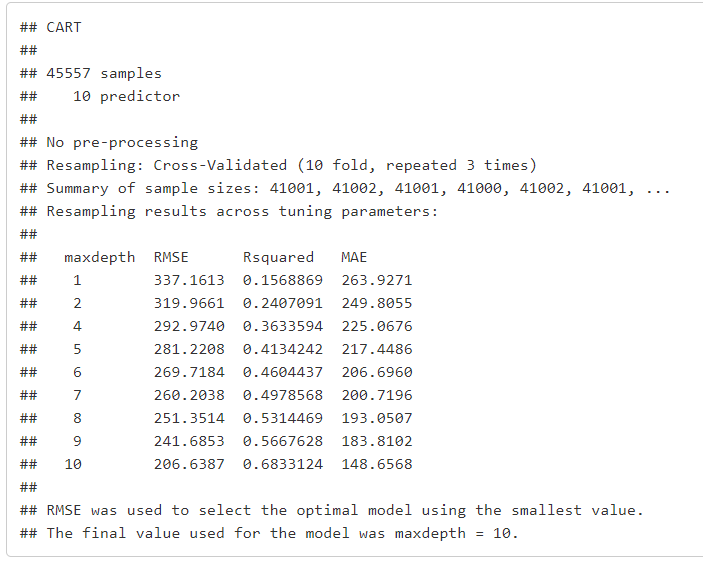 ## CART
##
## 45557 samples
##    10 predictor
##
## No pre-processing
## Resampling: Cross-Validated (10 fold, repeated 3 times)
## Summary of sample sizes: 41001, 41002, 41001, 41000, 41002, 41001, ...
## Resampling results across tuning parameters:
##
##   maxdepth  RMSE      Rsquared   MAE
##    1        337.1613  0.1568869  263.9271
##    2        319.9661  0.2407091  249.8055
##    4        292.9740  0.3633594  225.0676
##    5        281.2208  0.4134242  217.4486
##    6        269.7184  0.4604437  206.6960
##    7        260.2038  0.4978568  200.7196
##    8        251.3514  0.5314469  193.0507
##    9        241.6853  0.5667628  183.8102
##   10        206.6387  0.6833124  148.6568
##
## RMSE was used to select the optimal model using the smallest value.
## The final value used for the model was maxdepth = 10.